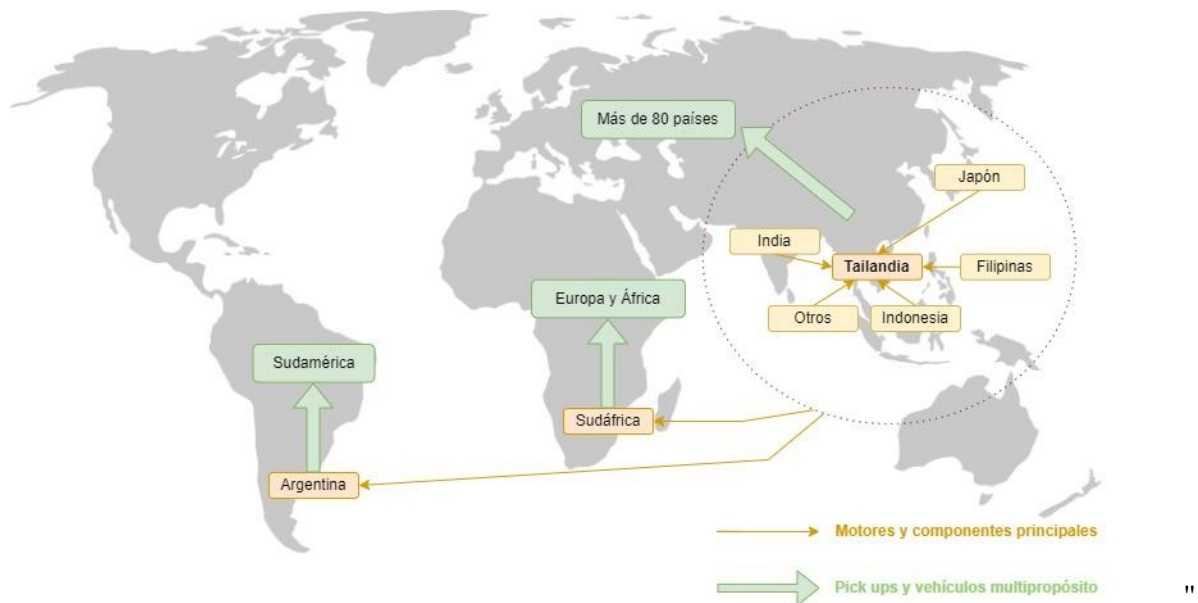 Más de 80 países
Japón
India
Tailandia
Filipinas
Europa y África
Otros
Indonesia
Sudamérica
Sudáfrica
Argentina
Motores y componentes principales
Pick ups y vehículos multipropósito
"